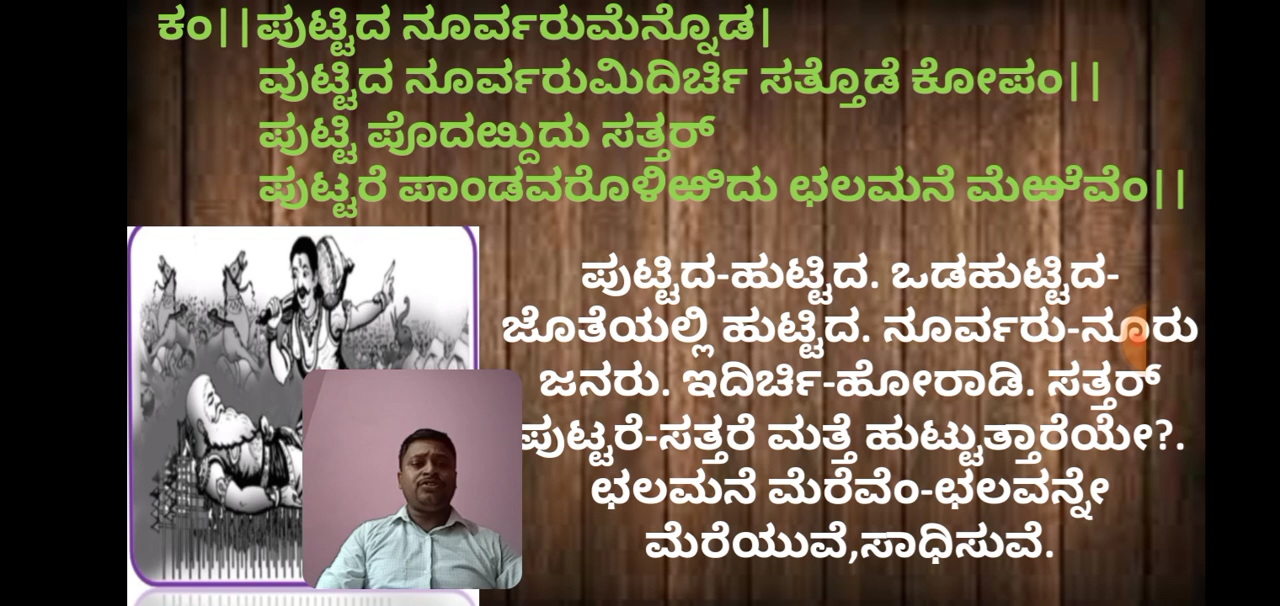 ಕಂ||ಪುಟ್ಟಿದ ನೂರ್ವರುಮೆನ್ನೊಡ|
ವುಟ್ಟಿದ ನೂರ್ವರುಮಿದಿರ್ಚಿ ಸತ್ತೊಡೆ ಕೋಪಂ||
ಪುಟ್ಟಿ ಪೊದೞ್ದುದು ಸತ್ತರ್
ಪುಟ್ಟರೆ ಪಾಂಡವರೊಳಿಱಿದು ಛಲಮನೆ ಮೆಱೆವೆಂ||
ಪುಟ್ಟಿದ-ಹುಟ್ಟಿದ. ಒಡಹುಟ್ಟಿದ-
ಜೊತೆಯಲ್ಲಿ ಹುಟ್ಟಿದ. ನೂರ್ವರು-ನೂರು
ಜನರು. ಇದಿರ್ಚಿ-ಹೋರಾಡಿ. ಸತ್ತರ್
ಪುಟ್ಟರೆ-ಸತ್ತರೆ ಮತ್ತೆ ಹುಟ್ಟುತ್ತಾರೆಯೇ?.
ಛಲಮನೆ ಮೆರೆವೆಂ-ಛಲವನ್ನೇ
ಮೆರೆಯುವೆ,ಸಾಧಿಸುವೆ.